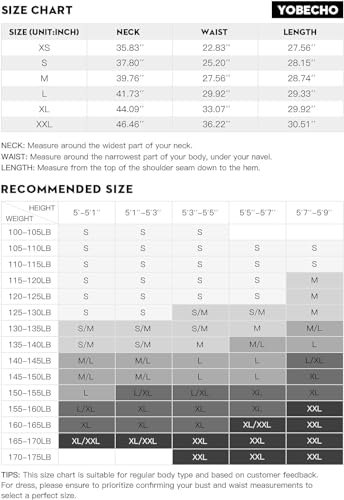 SIZE CHART YOBECHO
SIZE (UNIT:INCH) NECK WAIST LENGTH
XS 35.83'' 22.83'' 27.56''
S 37.80'' 25.20'' 28.15''
M 39.76'' 27.56'' 28.74''
L 41.73'' 29.92'' 29.33''
XL 44.09'' 33.07'' 29.92''
XXL 46.46'' 36.22'' 30.51''
NECK: Measure around the widest part of your neck.
WAIST: Measure around the narrowest part of your body, under your navel.
LENGTH: Measure from the top of the shoulder seam down to the hem.
RECOMMENDED SIZE
HEIGHT
WEIGHT 5'-5'1'' 5'1''-5'3'' 5'3''-5'5'' 5'5''-5'7'' 5'7''-5'9''
100-105LB S S S
105-110LB S S S S S
110-115LB S S S S S
115-120LB S S S S M
120-125LB S S S S M
125-130LB S S S/M S/M S/M
130-135LB S/M S/M S/M M M/L
135-140LB S/M S/M M M/L L
140-145LB M/L M/L L L L/XL
145-150LB M/L M/L L L XL
150-155LB L L/XL XL XL XL
155-160LB L/XL XL XL XL XXL
160-165LB XL XL XL XL/XXL XXL
165-170LB XL/XXL XL/XXL XXL XXL XXL
170-175LB XXL XXL XXL
TIPS: This size chart is suitable for regular body type and based on customer feedback.
For dress, please ensure to prioritize confirming your bust and waist measurements to
select a perfect size.